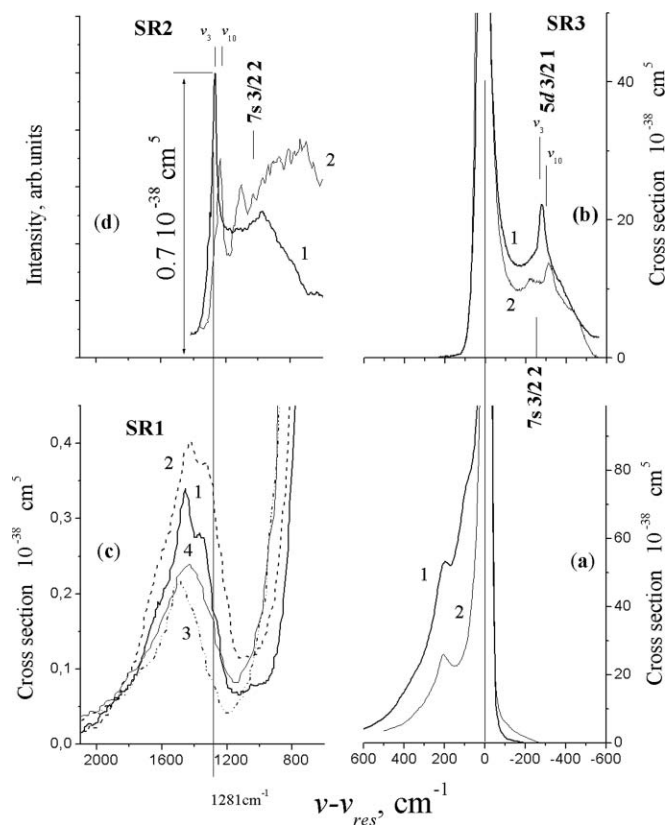 SR2
SR3
ν3
ν10
7s 3/2 2
2
1
(d)
0.7 10-38 cm5
Intensity, arb.units
5d 3/2 1
ν3
ν10
1
2
(b)
40
20
0
Cross section 10-38 cm5
7s 3/2 2
SR1
2
1
4
3
(c)
0,4
0,3
0,2
0,1
0,0
Cross section 10-38 cm5
2000 1600 1200 800
1281cm-1
1
2
(a)
80
60
40
20
0
Cross section 10-38 cm5
600 400 200 0 -200 -400 -600
ν-νres, cm-1